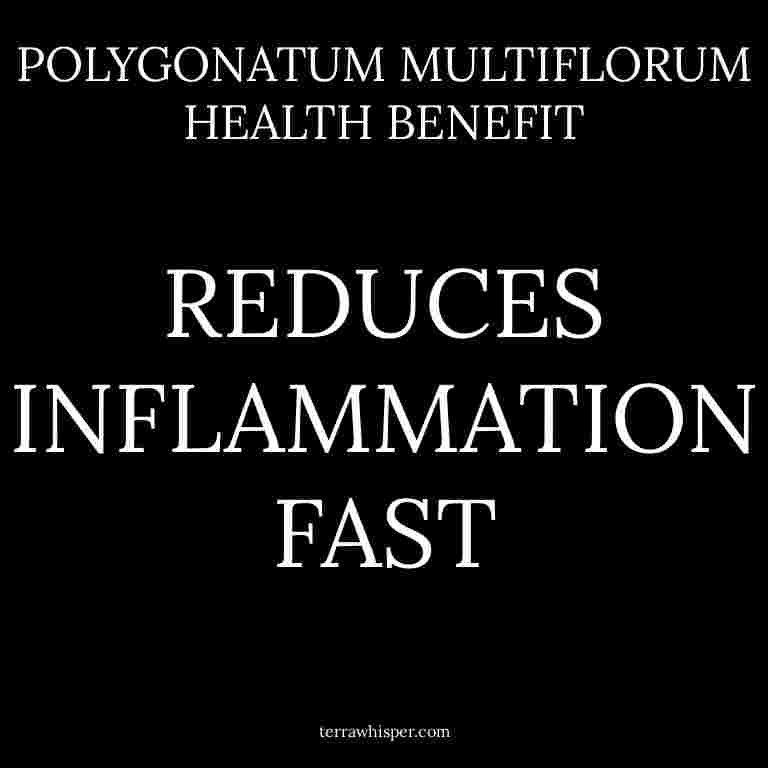 POLYGONATUM MULTIFLORUM
HEALTH BENEFIT
REDUCES
INFLAMMATION
FAST
terrawhisper.com